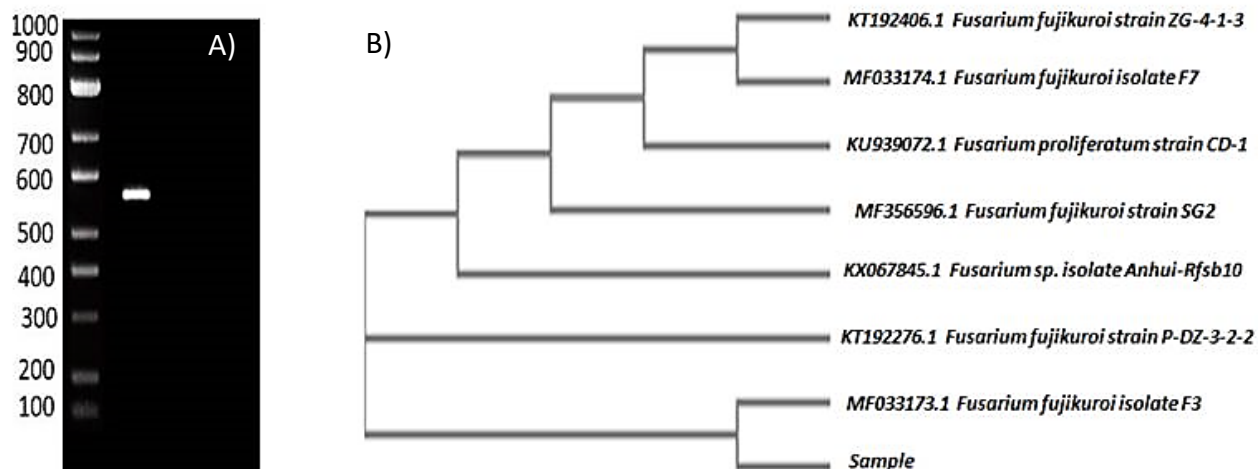 1000
900
800
700
600
500
400
300
200
100
A)
B)
KT192406.1 Fusarium fujikuroi strain ZG-4-1-3
MF033174.1 Fusarium fujikuroi isolate F7
KU939072.1 Fusarium proliferatum strain CD-1
MF356596.1 Fusarium fujikuroi strain SG2
KX067845.1 Fusarium sp. isolate Anhui-Rfsb10
KT192276.1 Fusarium fujikuroi strain P-DZ-3-2-2
MF033173.1 Fusarium fujikuroi isolate F3
Sample